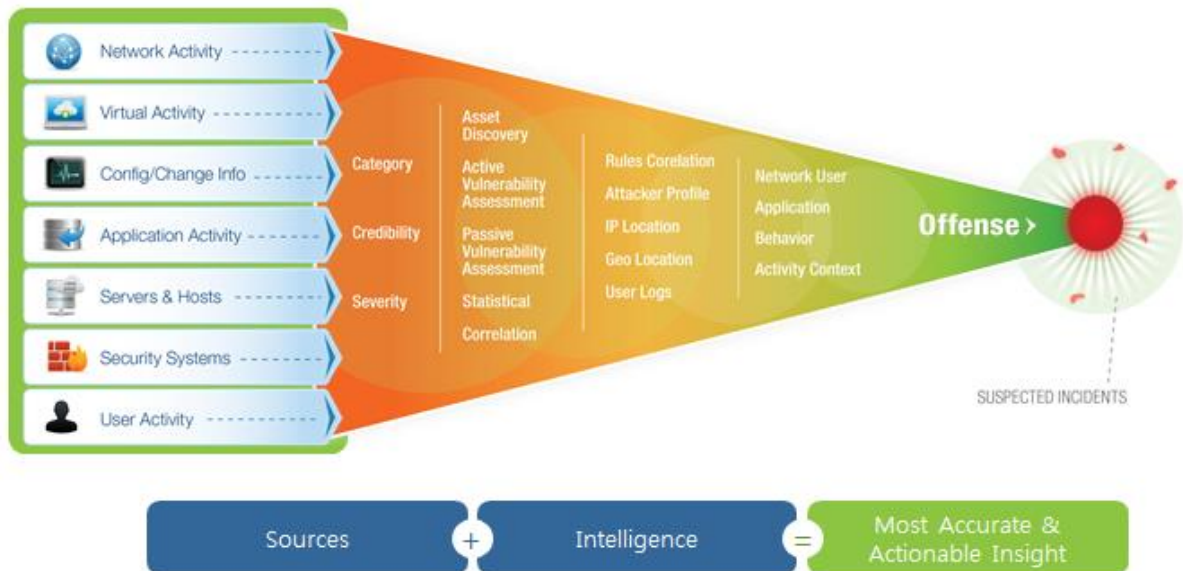 Network Activity
Virtual Activity
Config/Change Info
Application Activity
Servers & Hosts
Security Systems
User Activity
Category
Credibility
Severity
Asset
Discovery
Active
Vulnerability
Assessment
Passive
Vulnerability
Assessment
Statistical
Correlation
Rules Corelation
Attacker Profile
IP Location
Geo Location
User Logs
Network User
Application
Behavior
Activity Context
Offense ›
SUSPECTED INCIDENTS
Sources
+
Intelligence
=
Most Accurate &
Actionable Insight